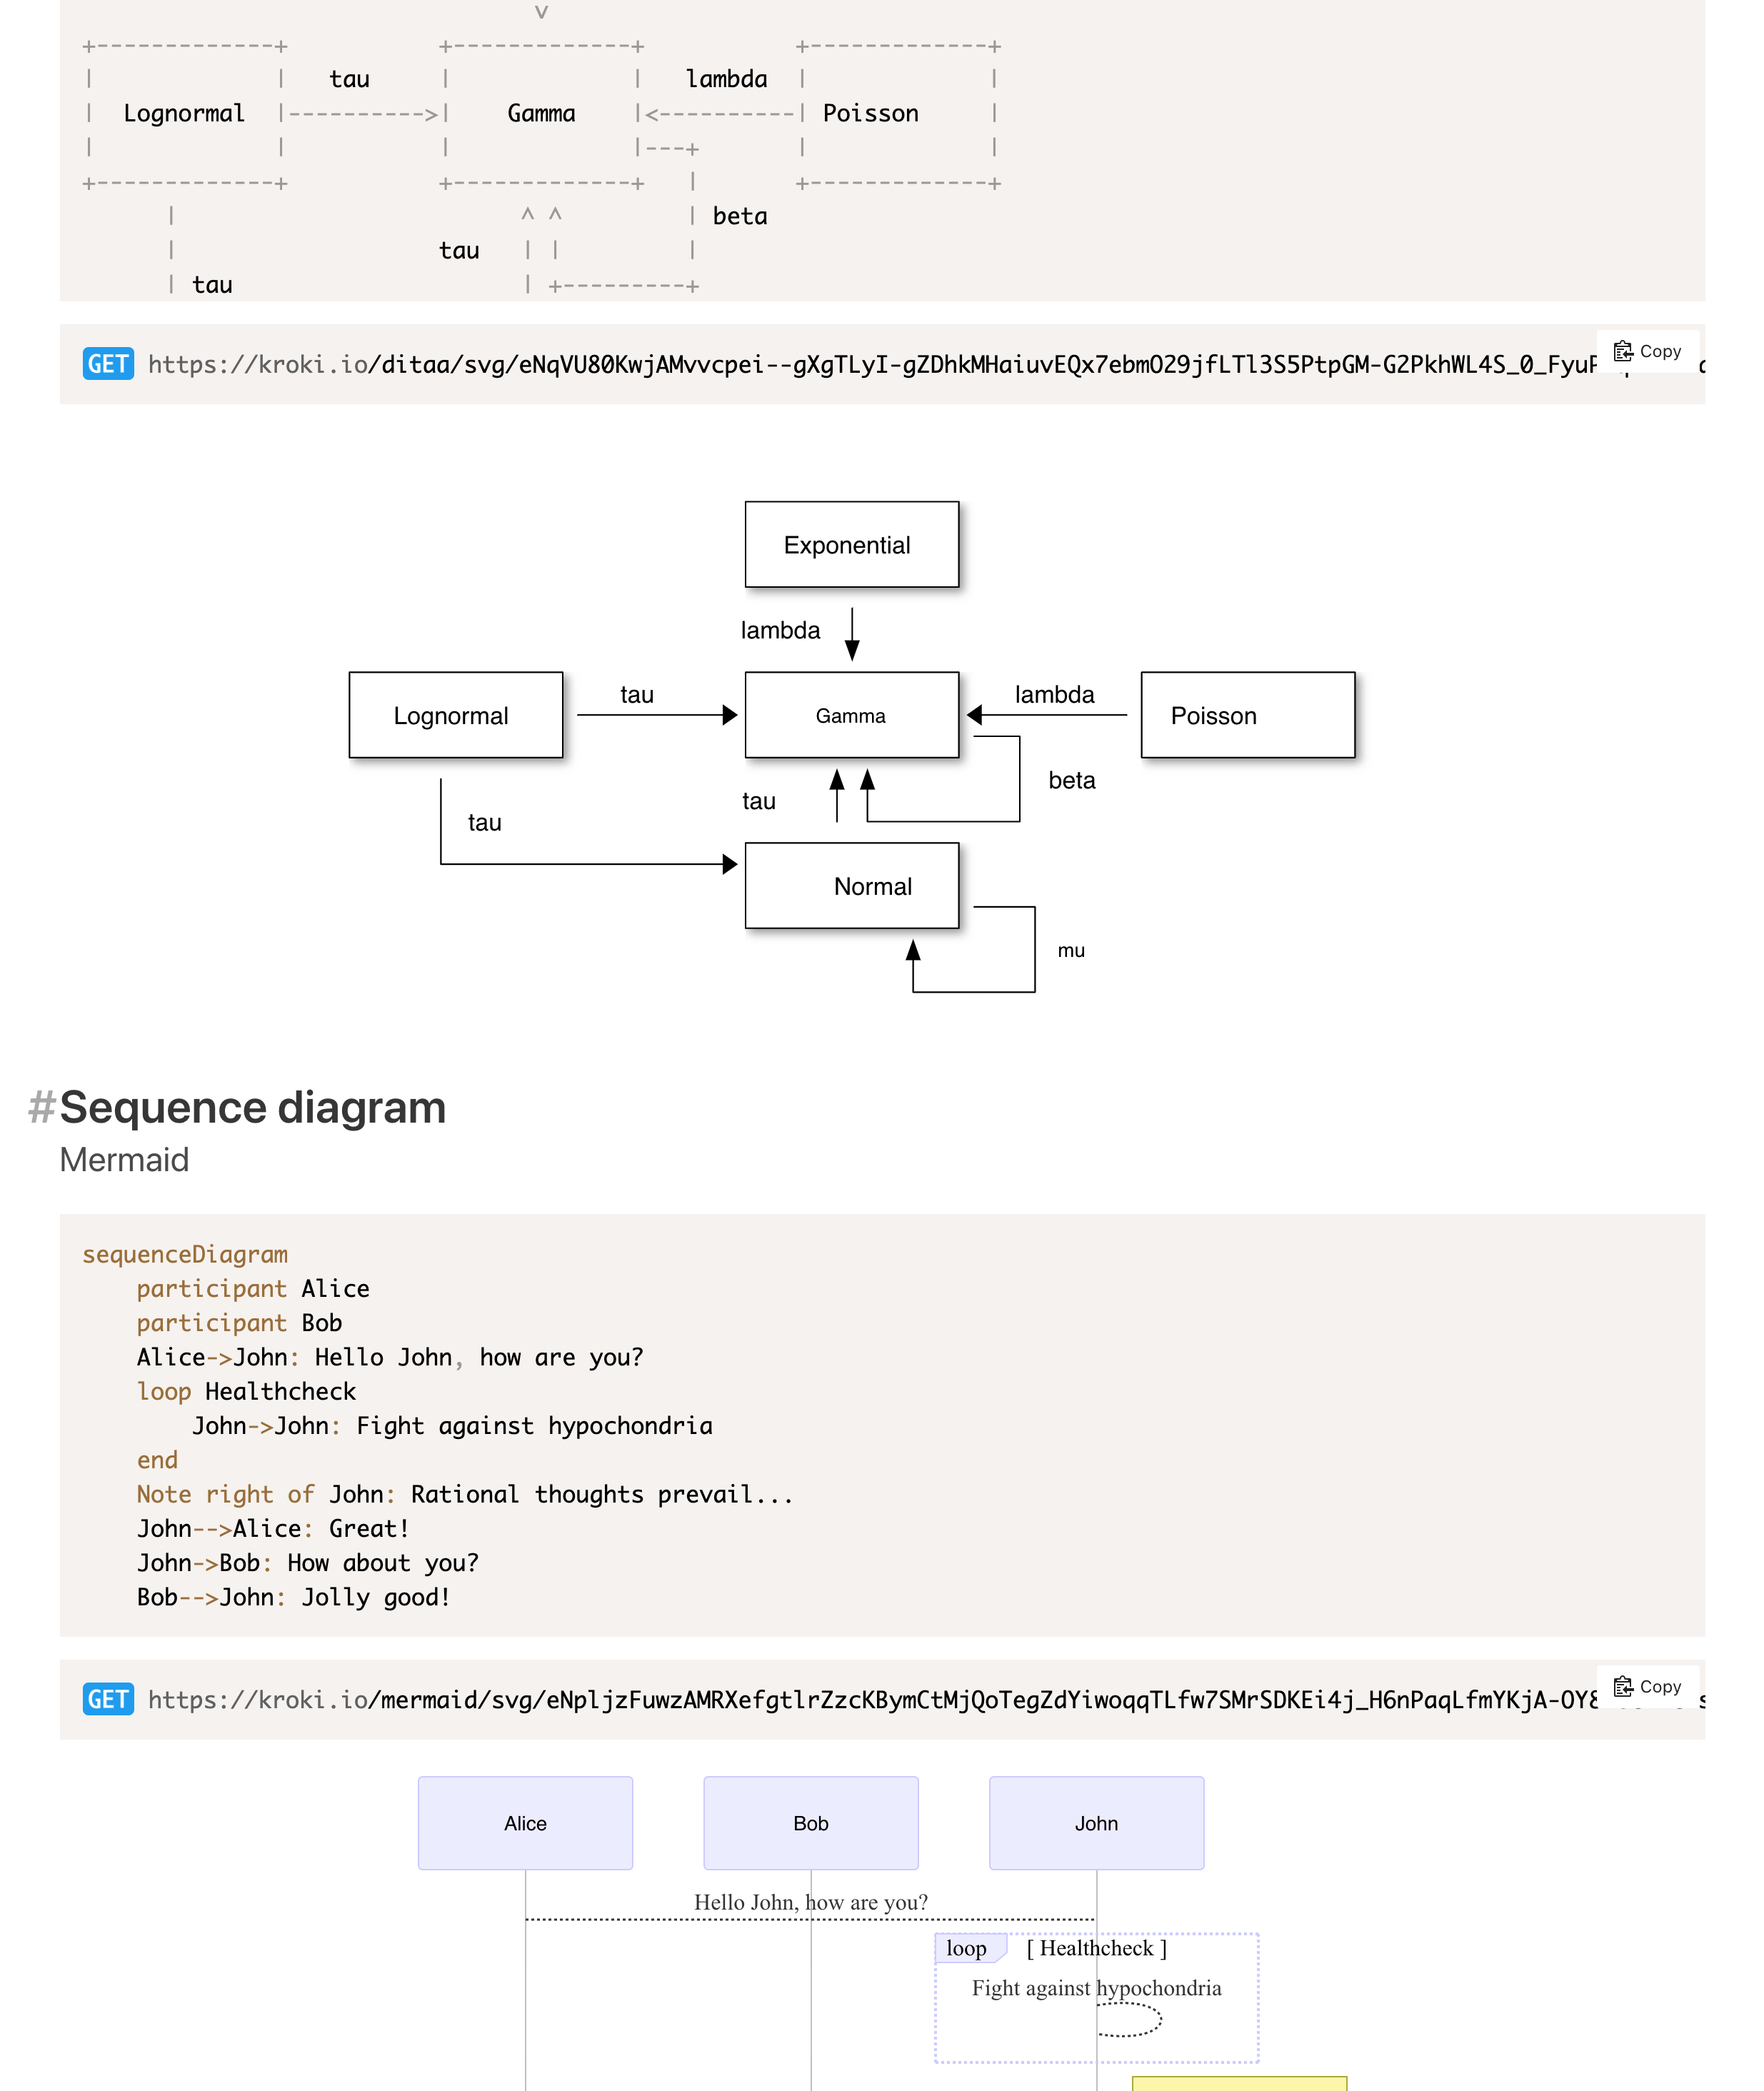 v
+--------------+ +-------------+ +-------------+
| | tau | | lambda | |
| Lognormal |---------->| Gamma |<----------| Poisson |
| | | |---+ | |
+--------------+ +-------------+ | +-------------+
| ^ ^ | beta
| tau | | |
| tau | +---------+
GET https://kroki.io/ditaa/svg/eNqVU80KwjAMvvcpei--gXgTLyI-gZDhkMHaiuvEQx7ebmO29jfLTl3S5PtpGM-G2PkhWL4S_0_Fyu
Copy
Exponential
lambda
Lognormal
tau
Gamma
lambda
Poisson
beta
tau
tau
Normal
mu
#Sequence diagram
Mermaid
sequenceDiagram
participant Alice
participant Bob
Alice->John: Hello John, how are you?
loop Healthcheck
John->John: Fight against hypochondria
end
Note right of John: Rational thoughts prevail...
John-->Alice: Great!
John->Bob: How about you?
Bob-->John: Jolly good!
GET https://kroki.io/mermaid/svg/eNpljzFuwzAMRXefgtlrZzcKBymCtMjQoTegZdYiwoqqTLfw7SMrSDKEi4j_H6nPaqLfmYKjA-OY
Copy
Alice
Bob
John
Hello John, how are you?
loop [ Healthcheck ]
Fight against hypochondria